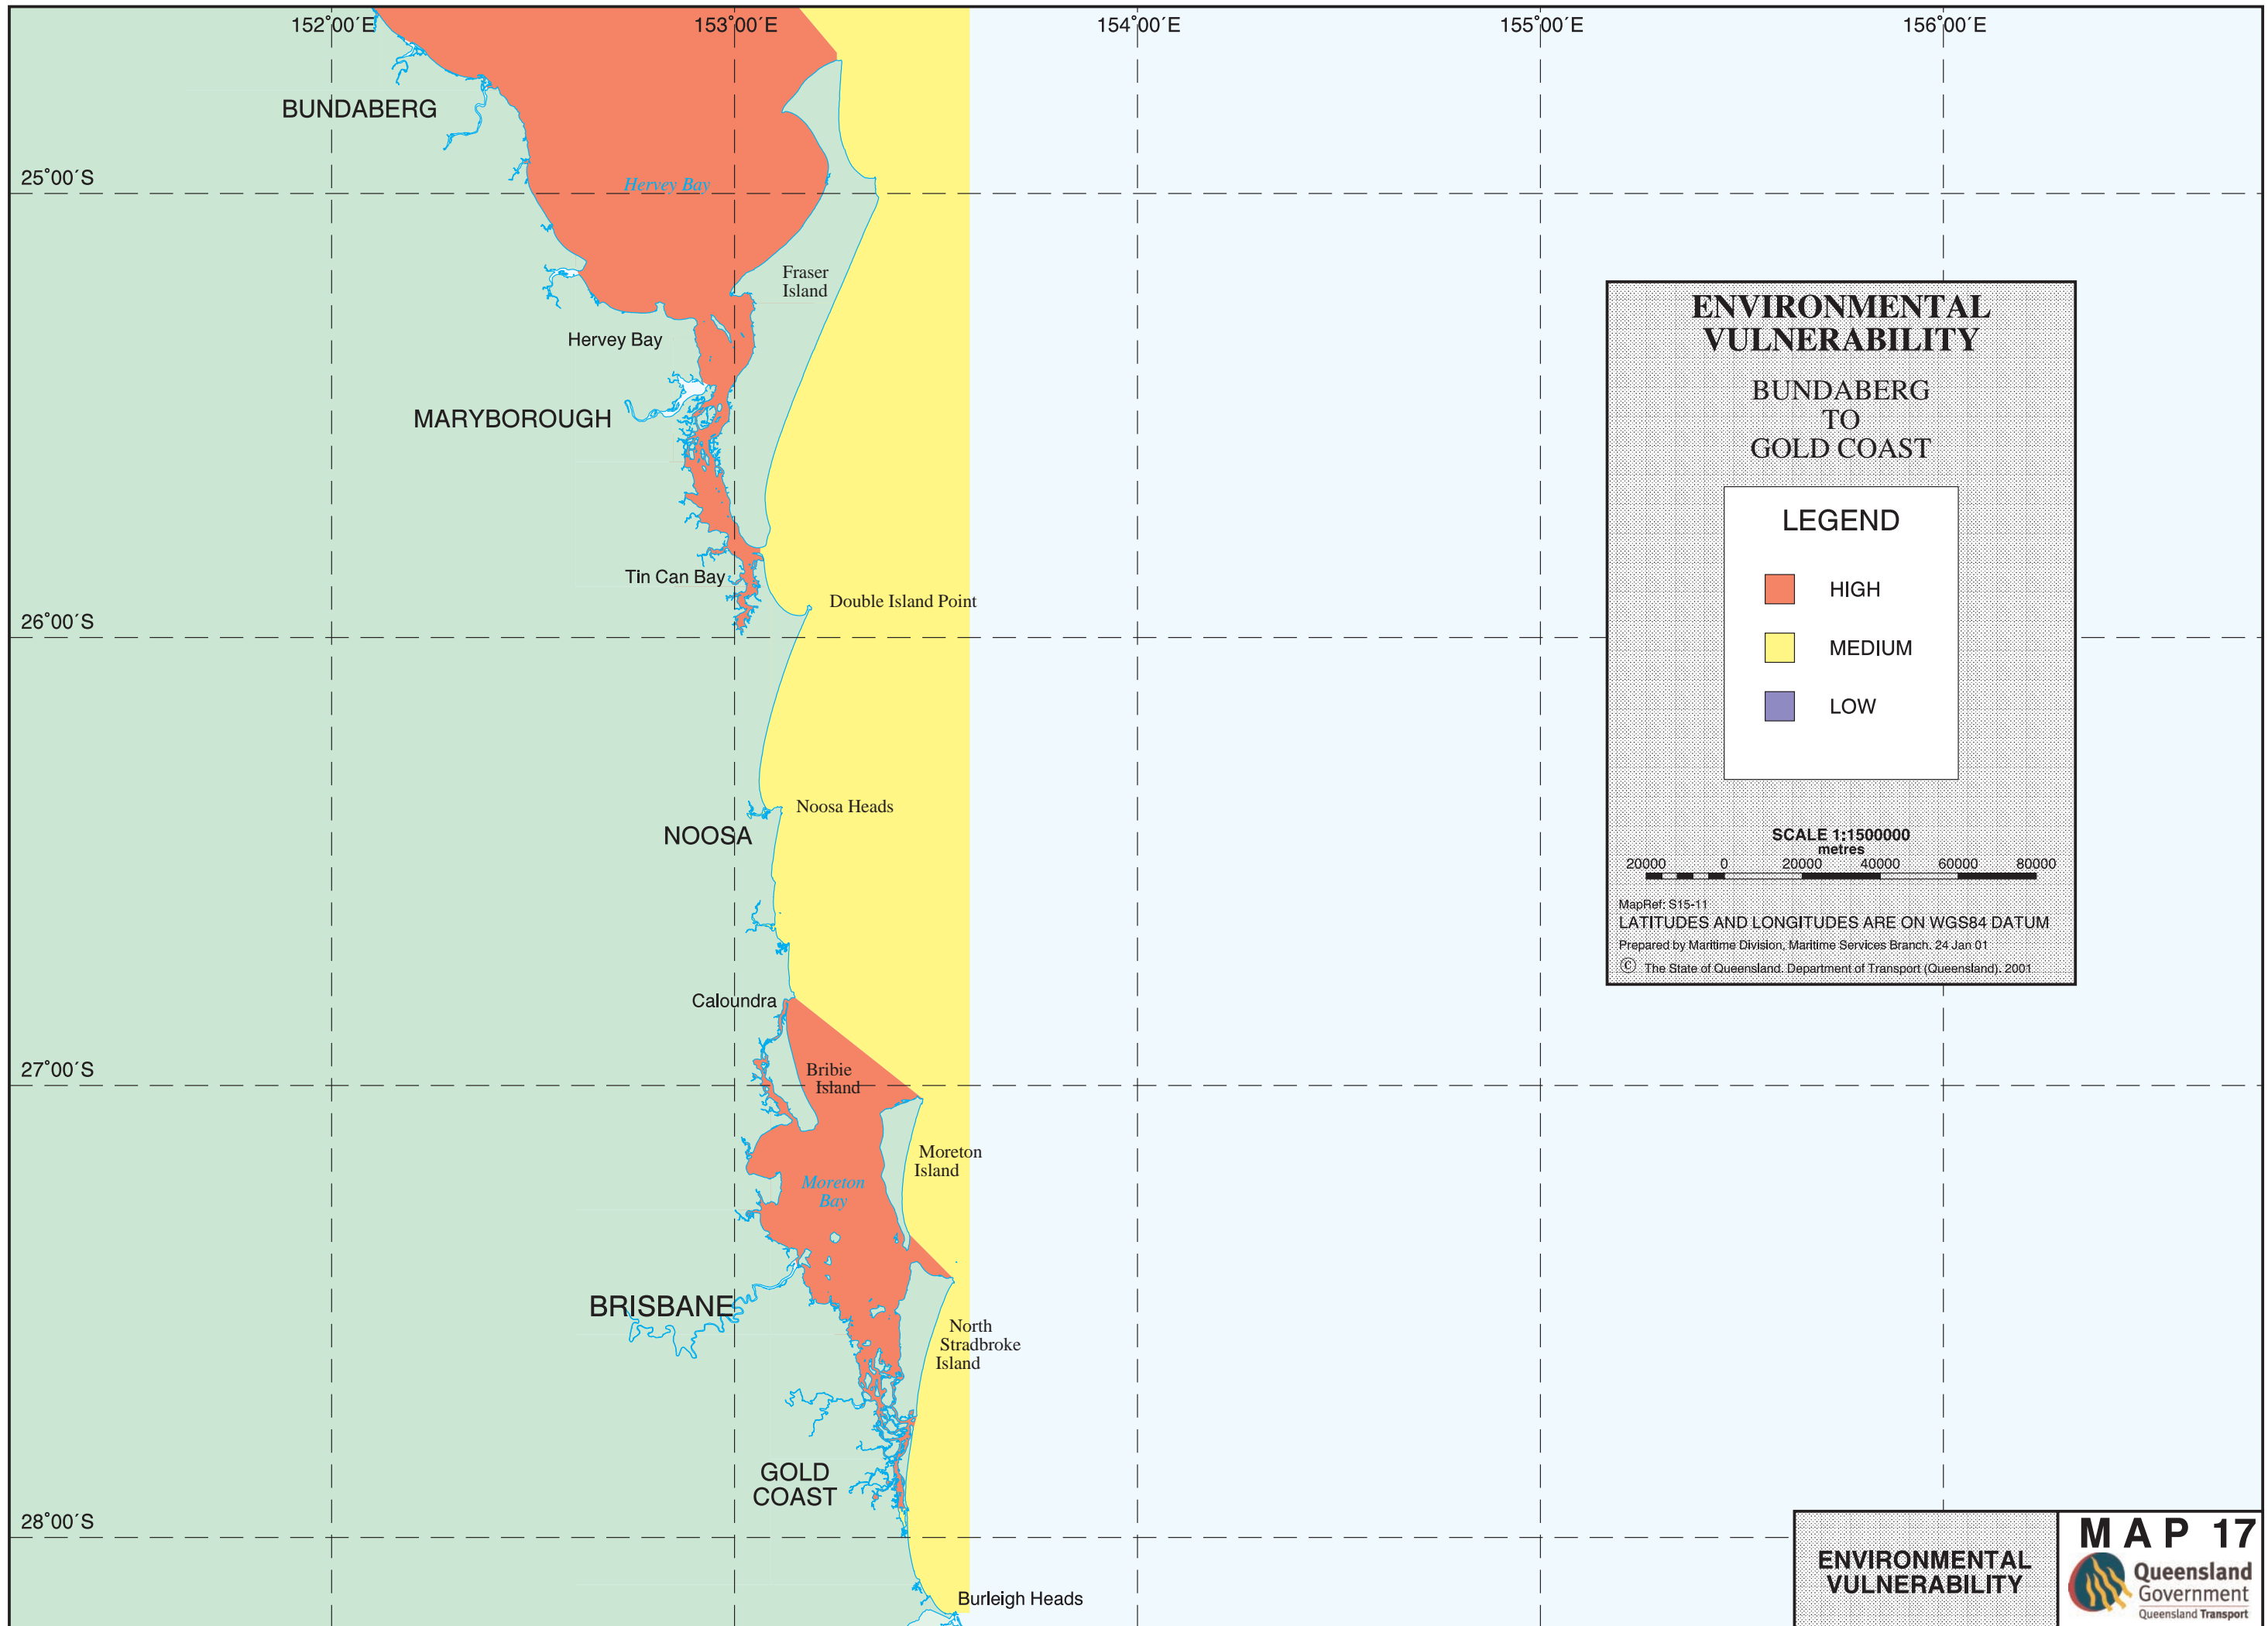 152°00′E
153°00′E
154°00′E
155°00′E
156°00′E
BUNDABERG
25°00′S
Hervey Bay
Fraser
Island
Hervey Bay
MARYBOROUGH
Tin Can Bay
Double Island Point
26°00′S
Noosa Heads
NOOSA
Caloundra
27°00′S
Bribie
Island
Moreton
Island
Moreton
Bay
BRISBANE
North
Stradbroke
Island
GOLD
COAST
28°00′S
Burleigh Heads
ENVIRONMENTAL
VULNERABILITY
BUNDABERG
TO
GOLD COAST
LEGEND
HIGH
MEDIUM
LOW
SCALE 1:1500000
metres
20000 0 20000 40000 60000 80000
MapRef: S15-11
LATITUDES AND LONGITUDES ARE ON WGS84 DATUM
Prepared by Maritime Division, Maritime Services Branch. 24 Jan 01
© The State of Queensland. Department of Transport (Queensland). 2001
ENVIRONMENTAL
VULNERABILITY
MAP 17
Queensland
Government
Queensland Transport